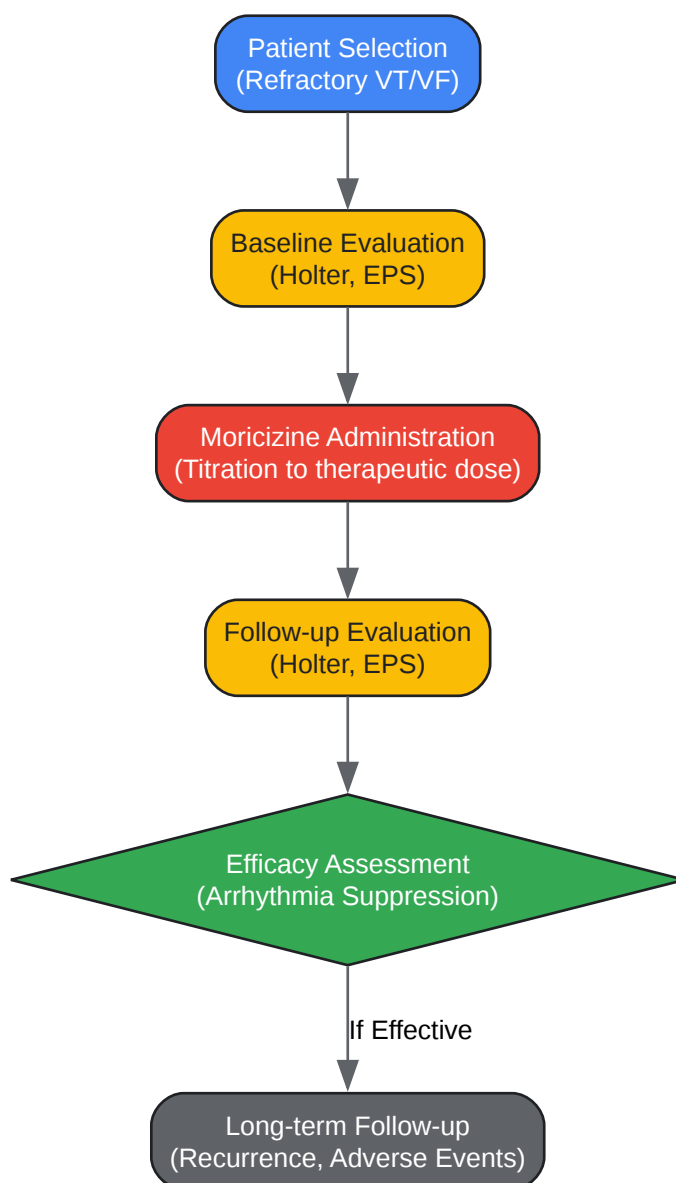 Patient Selection
(Refractory VT/VF)
Baseline Evaluation
(Holter, EPS)
Moricizine Administration
(Titration to therapeutic dose)
Follow-up Evaluation
(Holter, EPS)
Efficacy Assessment
(Arrhythmia Suppression)
If Effective
Long-term Follow-up
(Recurrence, Adverse Events)